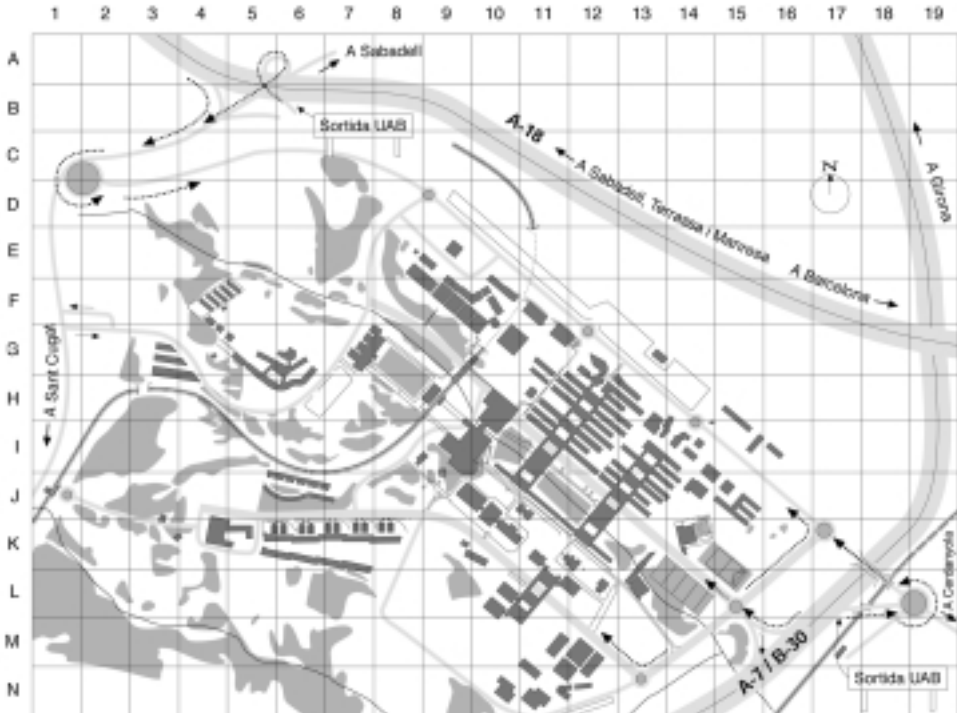 1 2 3 4 5 6 7 8 9 10 11 12 13 14 15 16 17 18 19
A
B
C
D
E
F
G
H
I
J
K
L
M
N
A Sabadell
Sortida UAB
A-18
A Sabadell, Terrassa i Manresa
A Barcelona
A Girona
N
A Sant Cugat
A Cerdanyola
A-7 / B-30
Sortida UAB